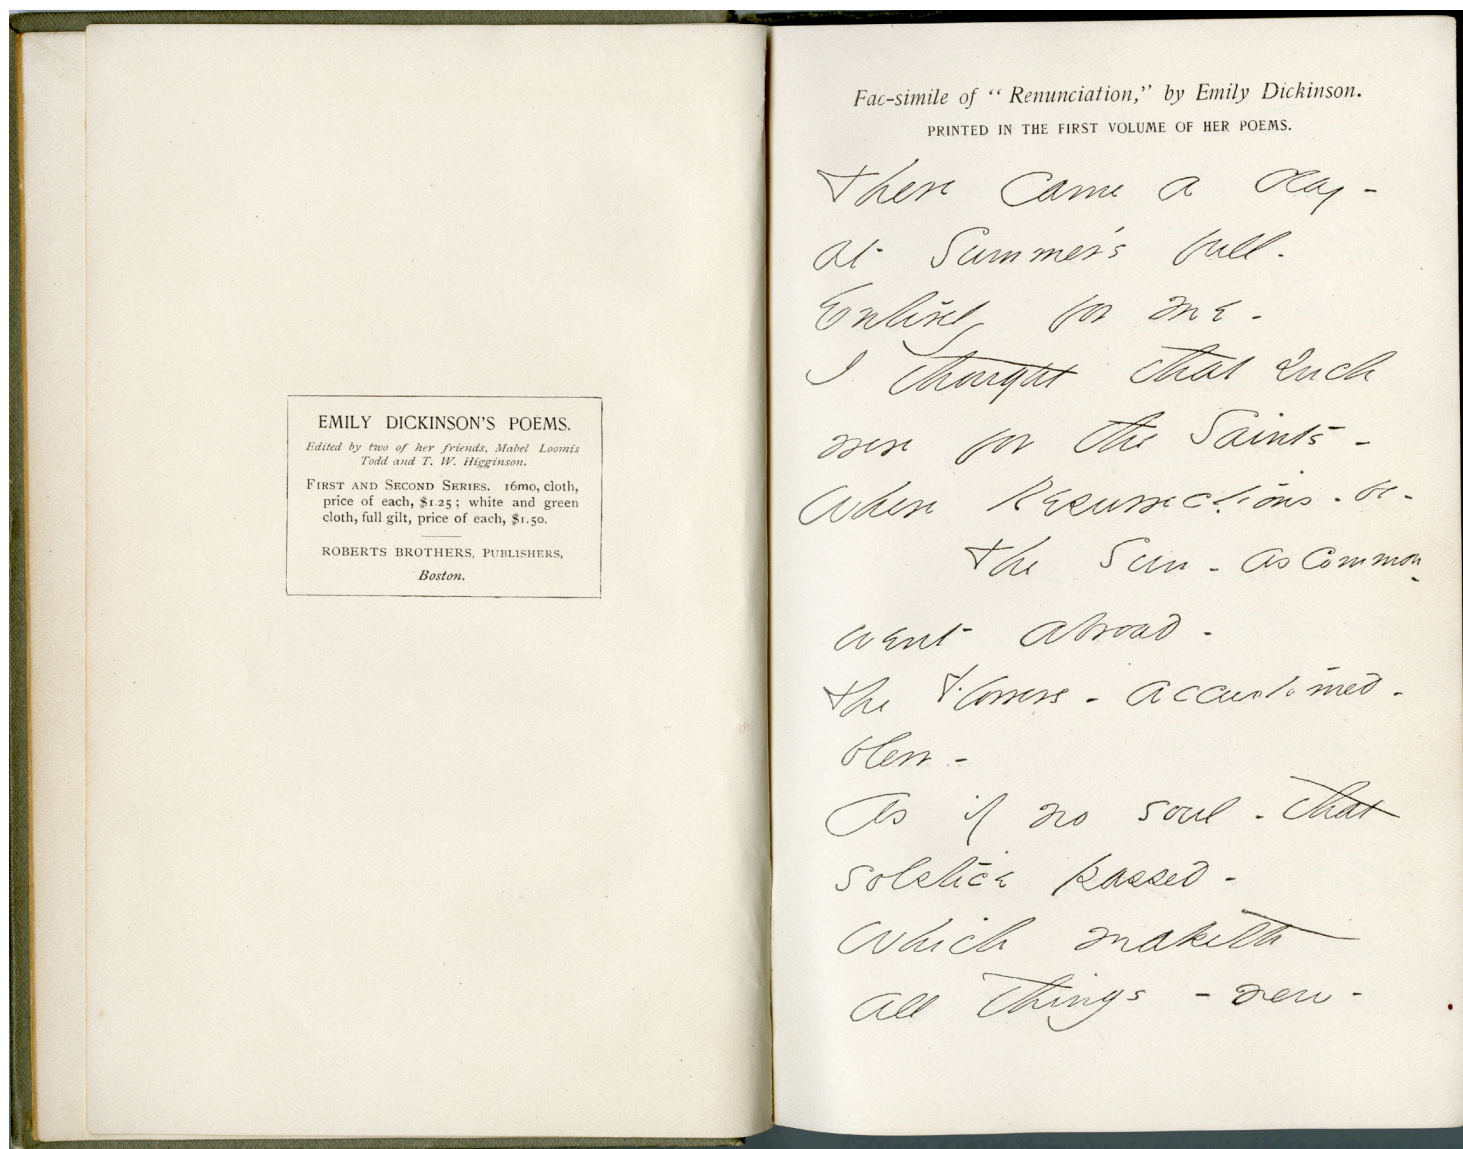 EMILY DICKINSON'S POEMS.
Edited by two of her friends, Mabel Loomis
Todd and T. W. Higginson.
FIRST AND SECOND SERIES. 16mo, cloth,
price of each, $1.25; white and green
cloth, full gilt, price of each, $1.50.
ROBERTS BROTHERS, PUBLISHERS,
Boston.
Fac-simile of "Renunciation," by Emily Dickinson.
PRINTED IN THE FIRST VOLUME OF HER POEMS.
There came a day -
at Summer's full.
Entirely for me -
I thought that such
were for the Saints -
Where Resurrections - be -
The Sun - as common -
went abroad -
The flowers - accustomed -
blew -
As if no soul - that
solstice passed -
Which maketh
all things - new -